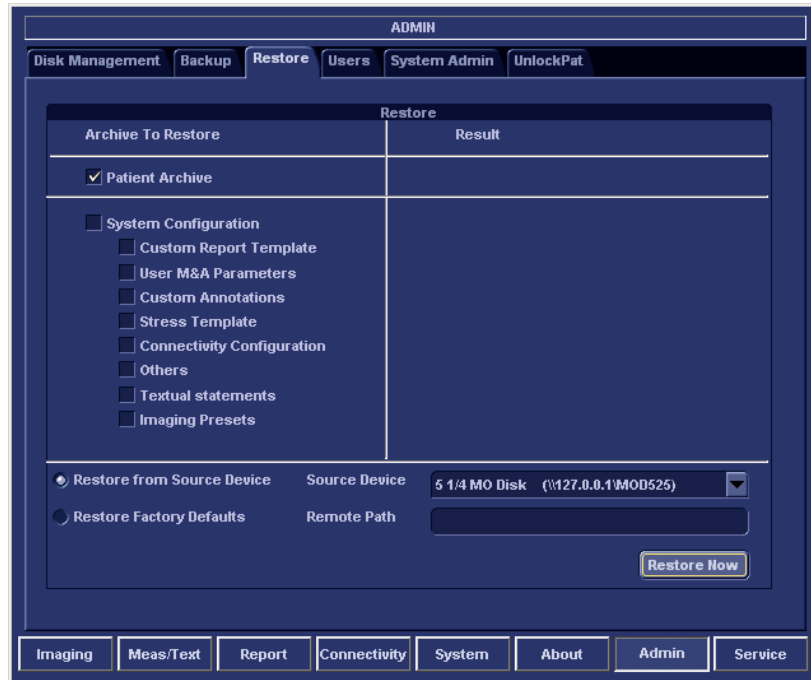 ADMIN
Disk Management Backup Restore Users System Admin UnlockPat
Restore
Archive To Restore Result
Patient Archive
System Configuration
Custom Report Template
User M&A Parameters
Custom Annotations
Stress Template
Connectivity Configuration
Others
Textual statements
Imaging Presets
Restore from Source Device Source Device 5 1/4 MO Disk (\\127.0.0.1\MOD525)
Restore Factory Defaults Remote Path
Restore Now
Imaging Meas/Text Report Connectivity System About Admin Service